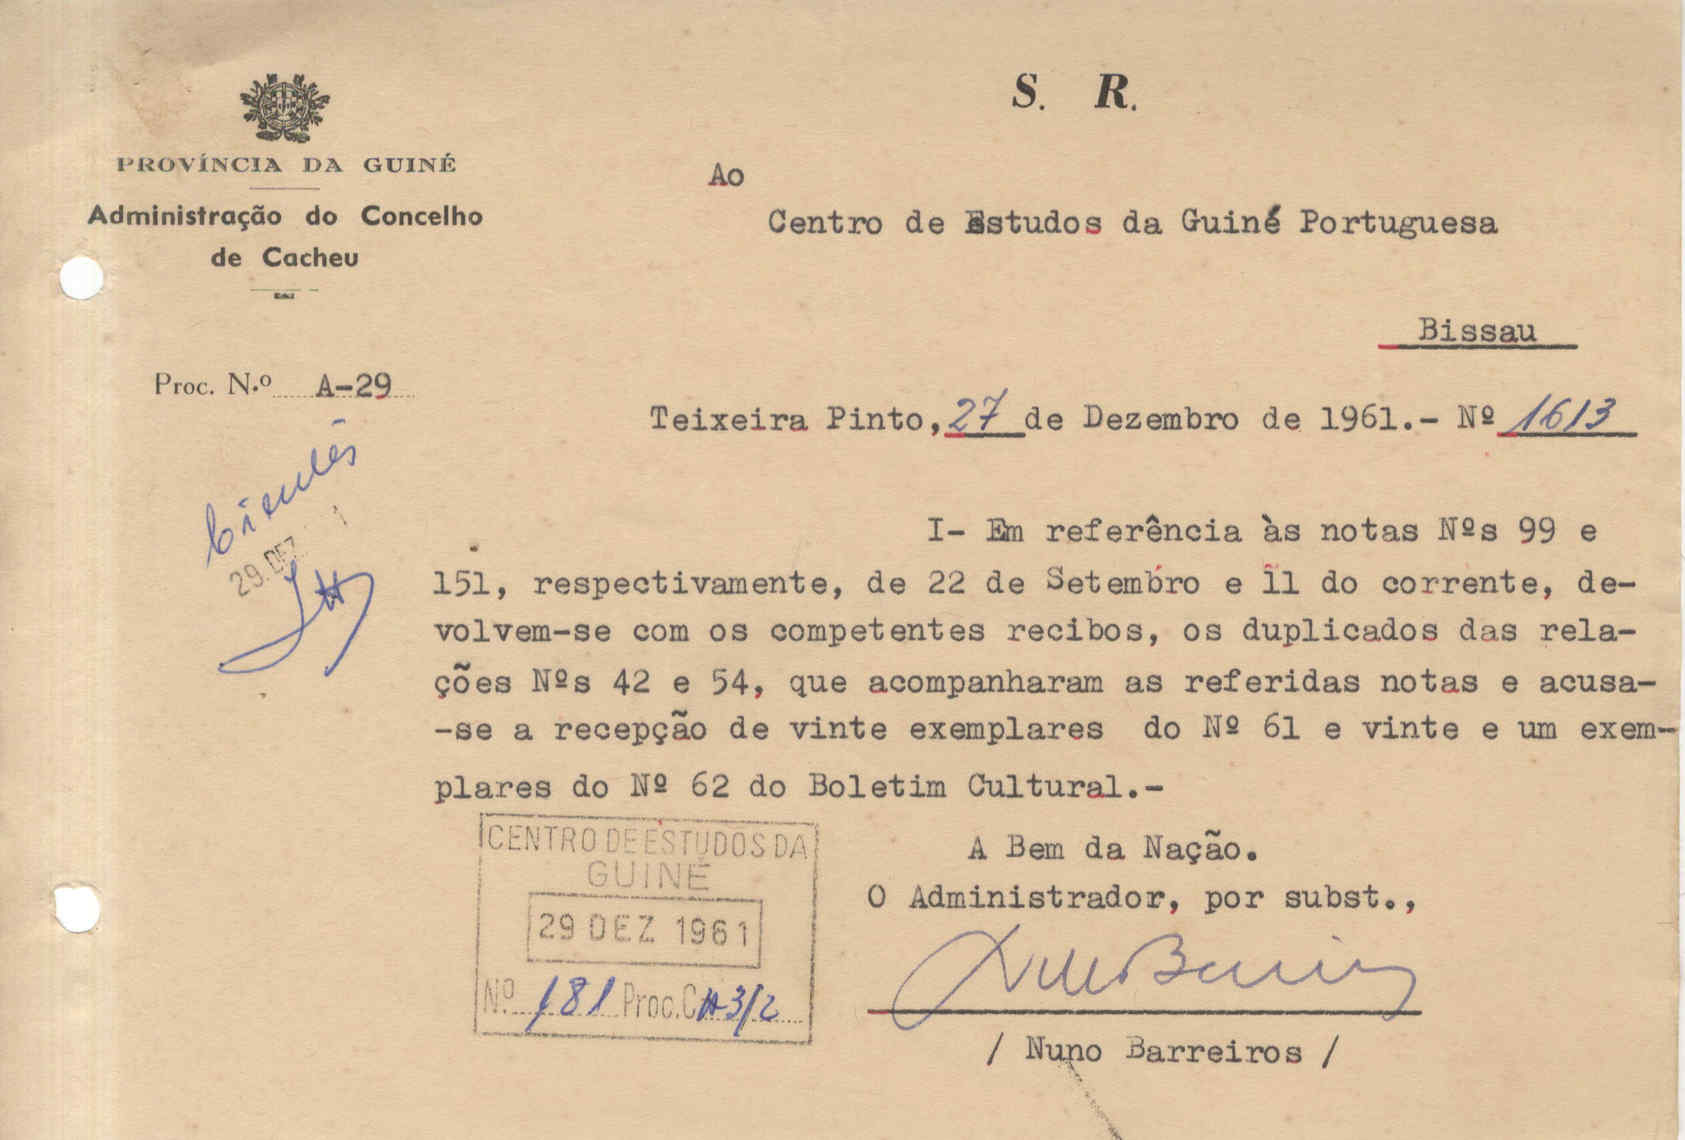 S. R.
PROVÍNCIA DA GUINÉ
Administração do Concelho
de Cacheu
Ao
Centro de Estudos da Guiné Portuguesa
Bissau
Proc. N.º A-29
Teixeira Pinto, 27 de Dezembro de 1961.- Nº 1613
29. DEZ. 1
I- Em referência às notas Nºs 99 e
151, respectivamente, de 22 de Setembro e 11 do corrente, de-
volvem-se com os competentes recibos, os duplicados das rela-
ções Nºs 42 e 54, que acompanharam as referidas notas e acusa-
-se a recepção de vinte exemplares do Nº 61 e vinte e um exem-
plares do Nº 62 do Boletim Cultural.-
A Bem da Nação.
O Administrador, por subst.,
/ Nuno Barreiros /
CENTRO DE ESTUDOS DA
GUINÉ
29 DEZ 1961
Nº. 181 Proc. CA3/2